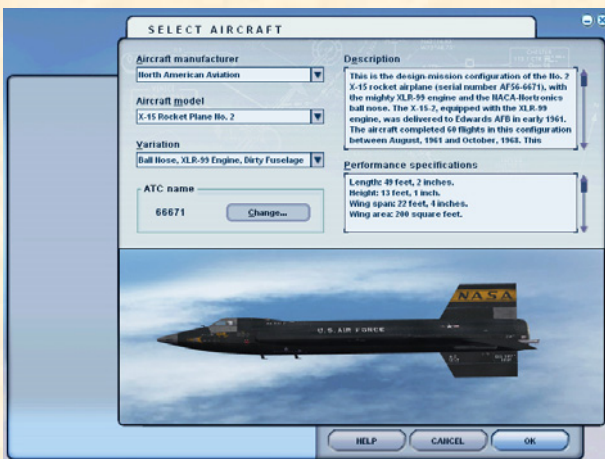 SELECT AIRCRAFT
Aircraft manufacturer
North American Aviation
Aircraft model
X-15 Rocket Plane No. 2
Variation
Ball Nose, XLR-99 Engine, Dirty Fuselage
ATC name
66671
Change...
Description
This is the design-mission configuration of the No. 2
X-15 rocket airplane (serial number AF56-6671), with
the mighty XLR-99 engine and the NACA-Nortronics
ball nose. The X-15-2, equipped with the XLR-99
engine, was delivered to Edwards AFB in early 1961.
The aircraft completed 60 flights in this configuration
between August, 1961 and October, 1968. This
Performance specifications
Length: 49 feet, 2 inches.
Height: 13 feet, 1 inch.
Wing span: 22 feet, 4 inches.
Wing area: 200 square feet.
NASA
U.S. AIR FORCE
HELP
CANCEL
OK